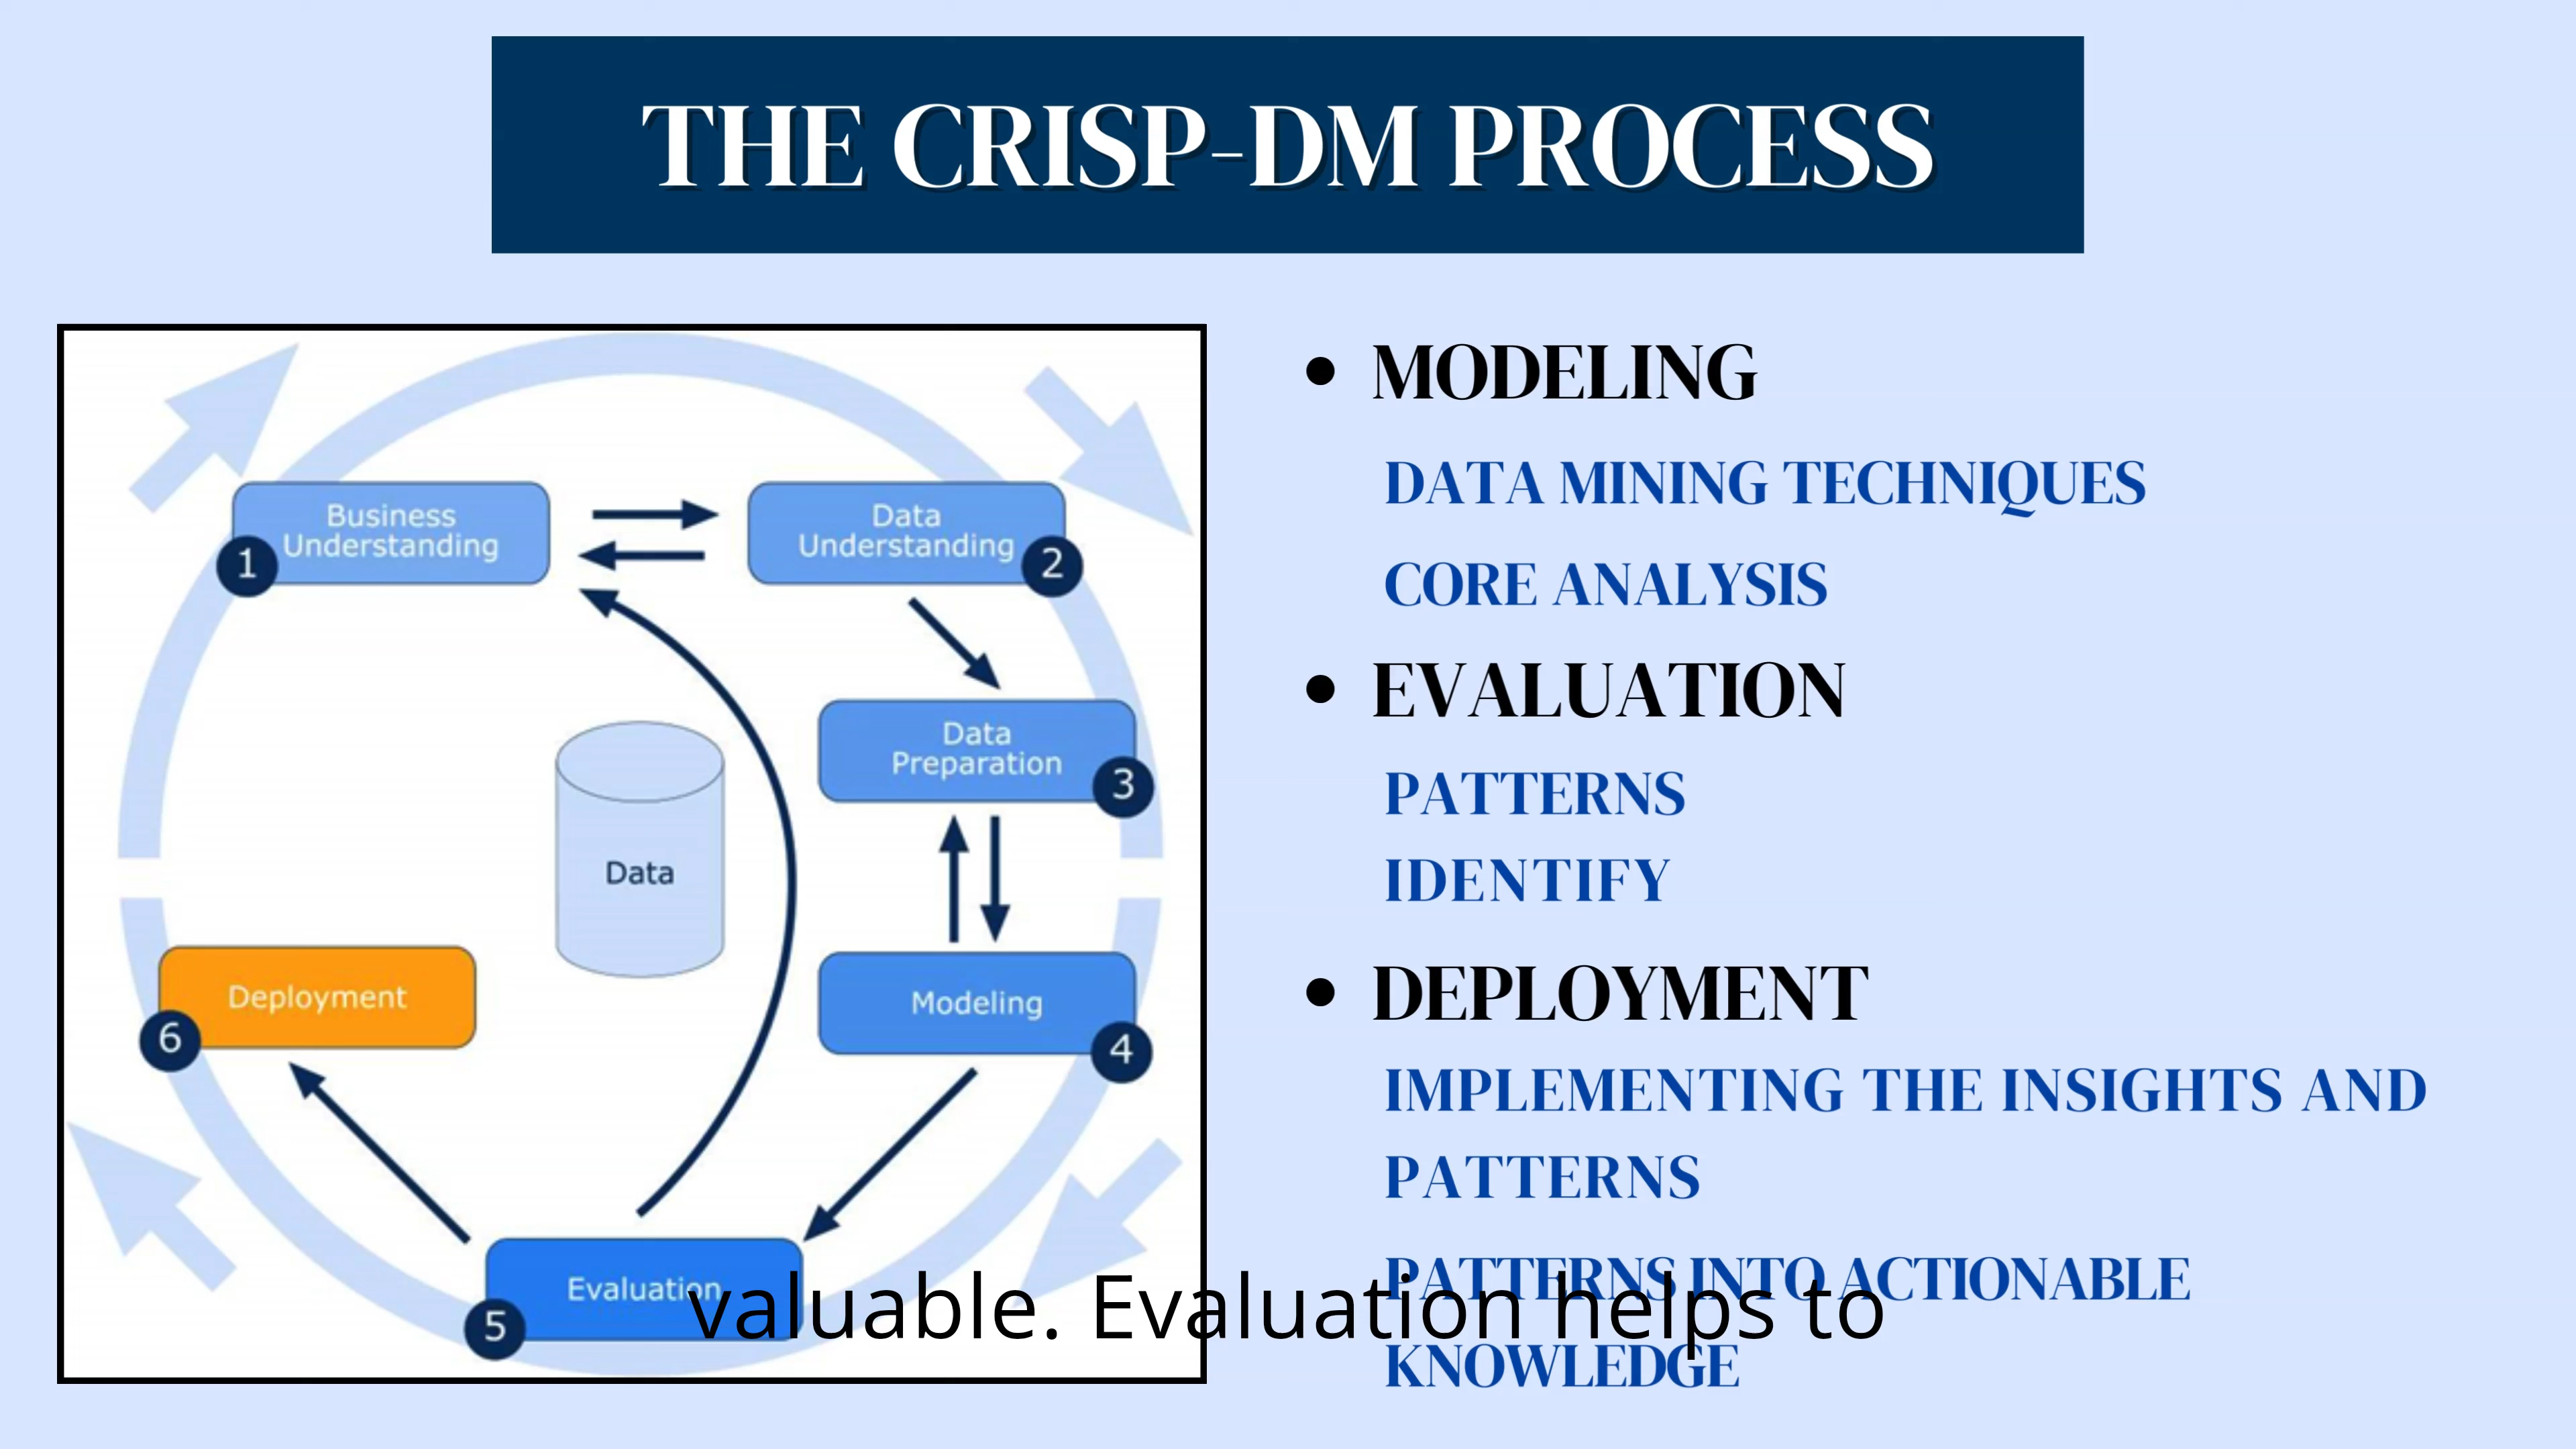 THE CRISP-DM PROCESS
Business
Understanding
1
Data
Understanding
2
Data
Preparation
3
Data
Modeling
4
Deployment
6
Evaluation
5
MODELING
DATA MINING TECHNIQUES
CORE ANALYSIS
EVALUATION
PATTERNS
IDENTIFY
DEPLOYMENT
IMPLEMENTING THE INSIGHTS AND
PATTERNS
PATTERNS INTO ACTIONABLE
KNOWLEDGE
valuable. Evaluation helps to